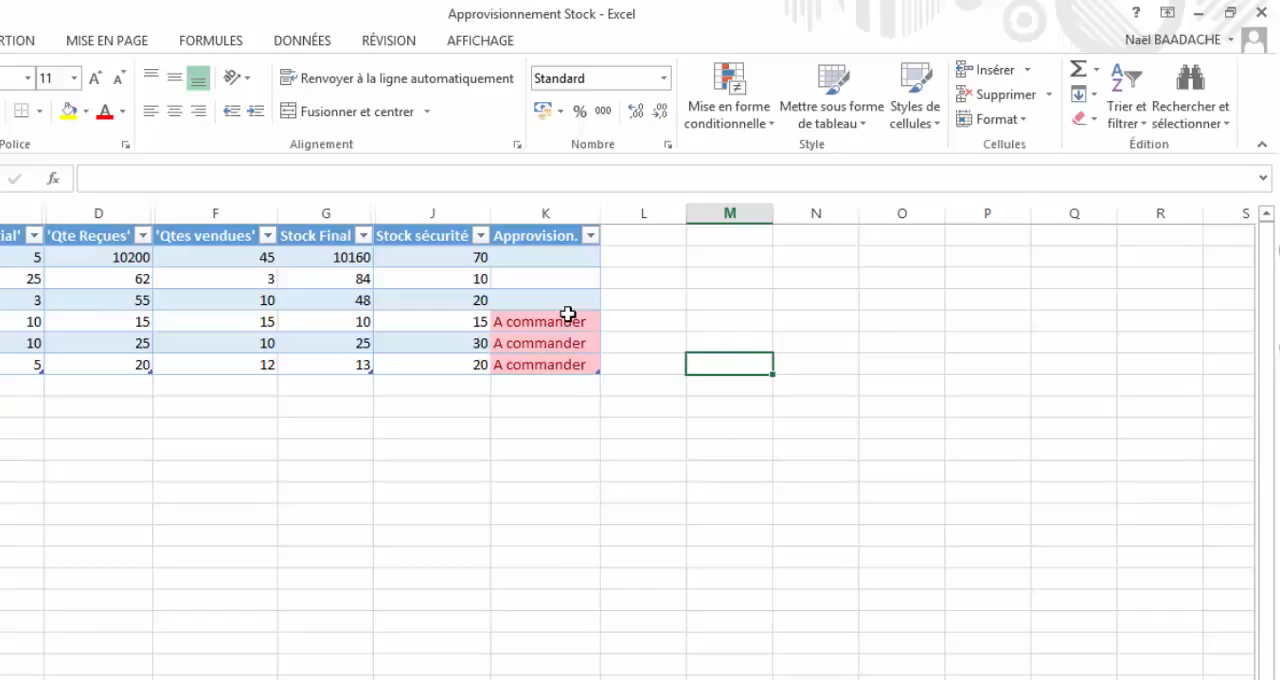 Approvisionnement Stock - Excel
?
RTION MISE EN PAGE FORMULES DONNÉES RÉVISION AFFICHAGE Naël BAADACHE
11 A A Renvoyer à la ligne automatiquement Standard
A Fusionner et centrer % 000
Mise en forme conditionnelle
Mettre sous forme de tableau
Styles de cellules
Insérer
Supprimer
Format
Σ
Trier et filtrer
Rechercher et sélectionner
Police Alignement Nombre Style Cellules Édition
fx
D F G J K L M N O P Q R S
ial' 'Qte Reçues' 'Qtes vendues' Stock Final Stock sécurité Approvision.
5 10200 45 10160 70
25 62 3 84 10
3 55 10 48 20
10 15 15 10 15 A commander
10 25 10 25 30 A commander
5 20 12 13 20 A commander